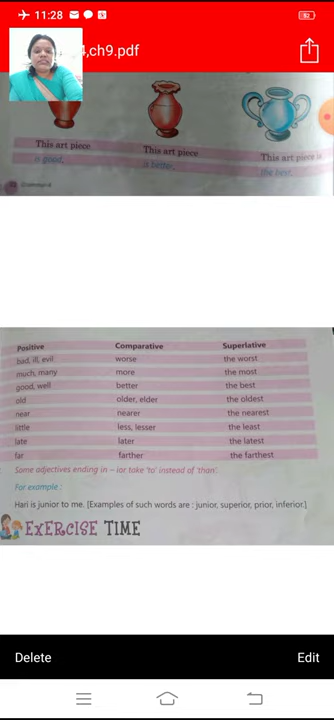 11:28
4,ch9.pdf
This art piece
is good.
This art piece
is better.
This art piece is
the best.
Positive Comparative Superlative
bad, ill, evil worse the worst
much, many more the most
good, well better the best
old older, elder the oldest
near nearer the nearest
little less, lesser the least
late later the latest
far farther the farthest
Some adjectives ending in – ior take 'to' instead of 'than'.
For example :
Hari is junior to me. [Examples of such words are : junior, superior, prior, inferior.]
EXERCISE TIME
Delete Edit